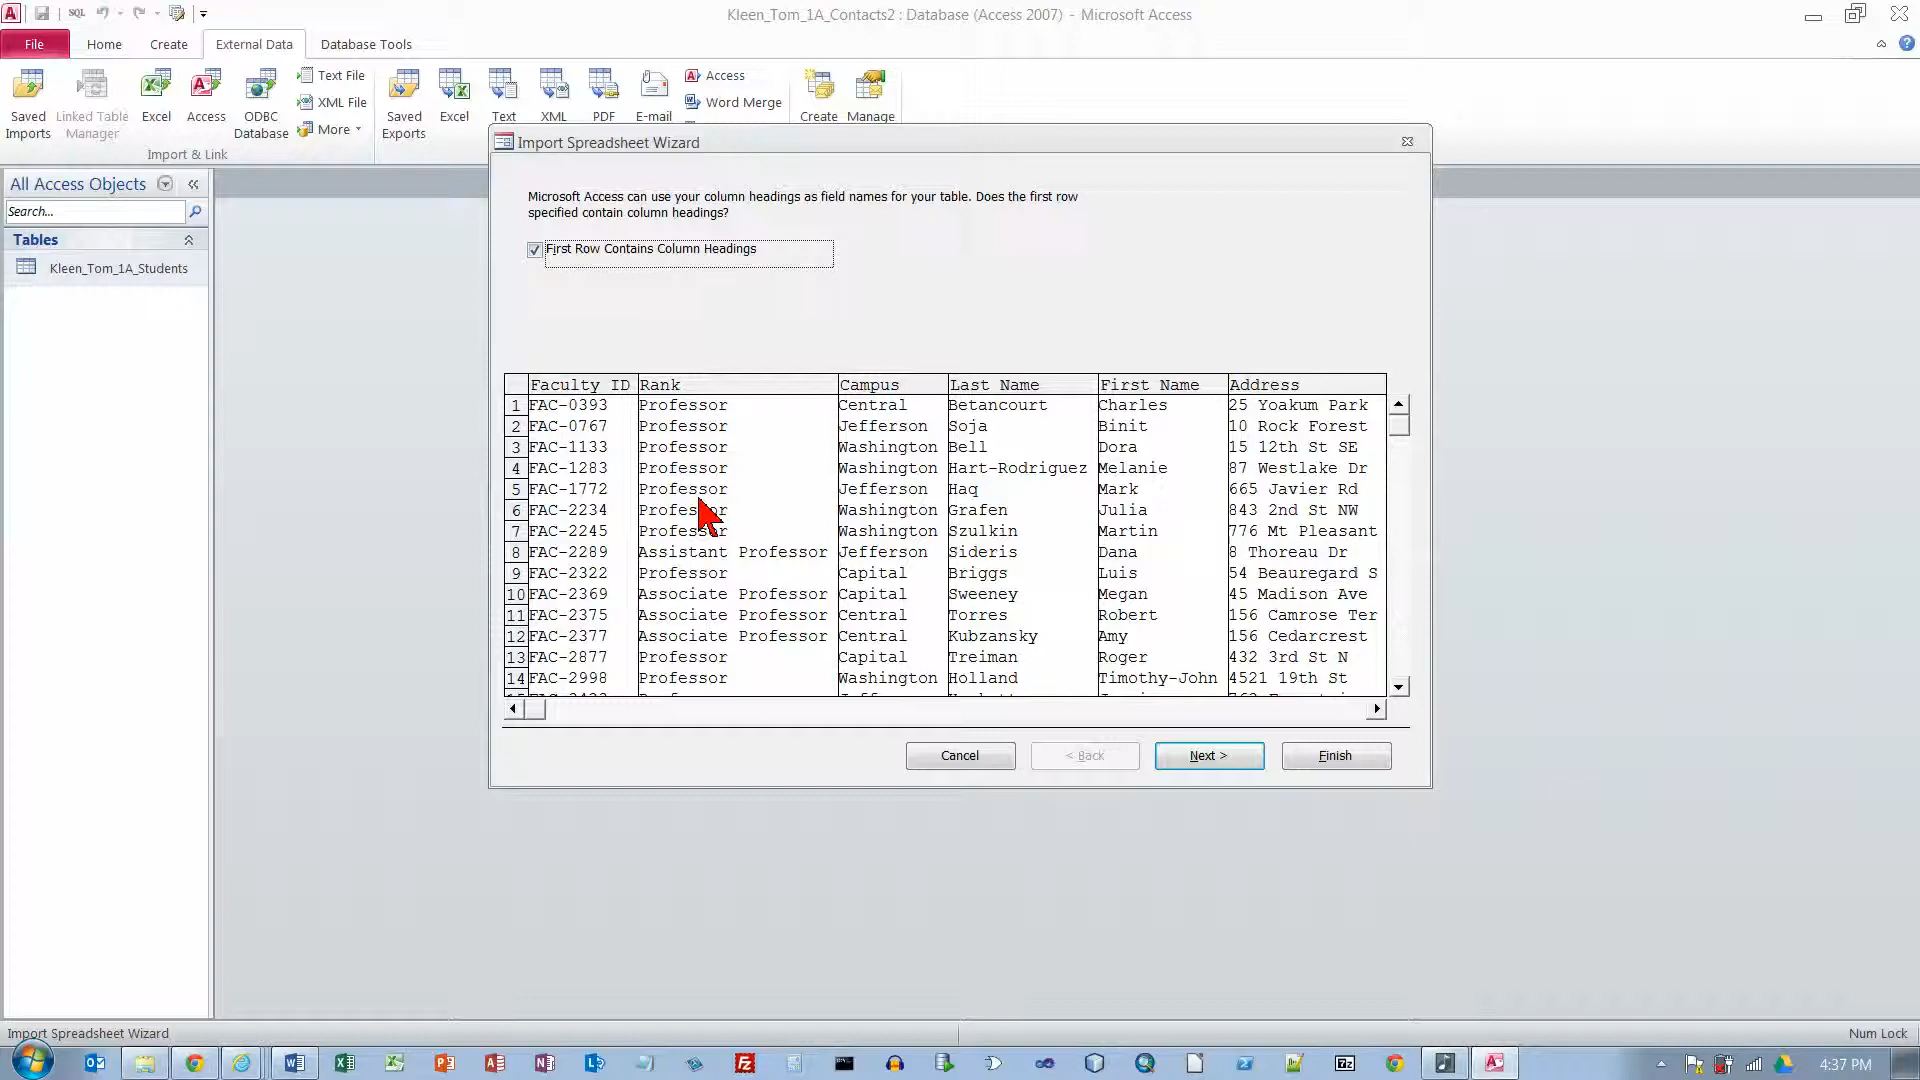 SQL
Kleen_Tom_1A_Contacts2 : Database (Access 2007) - Microsoft Access
File Home Create External Data Database Tools
Saved Imports
Linked Table Manager
Excel
Access
ODBC Database
Text File
XML File
More
Saved Exports
Excel
Text
XML
PDF
E-mail
Access
Word Merge
Create
Manage
Import & Link
All Access Objects
Search...
Tables
Kleen_Tom_1A_Students
Import Spreadsheet Wizard
Microsoft Access can use your column headings as field names for your table. Does the first row
specified contain column headings?
First Row Contains Column Headings
Faculty ID Rank Campus Last Name First Name Address
1 FAC-0393 Professor Central Betancourt Charles 25 Yoakum Park
2 FAC-0767 Professor Jefferson Soja Binit 10 Rock Forest
3 FAC-1133 Professor Washington Bell Dora 15 12th St SE
4 FAC-1283 Professor Washington Hart-Rodriguez Melanie 87 Westlake Dr
5 FAC-1772 Professor Jefferson Haq Mark 665 Javier Rd
6 FAC-2234 Professor Washington Grafen Julia 843 2nd St NW
7 FAC-2245 Professor Washington Szulkin Martin 776 Mt Pleasant
8 FAC-2289 Assistant Professor Jefferson Sideris Dana 8 Thoreau Dr
9 FAC-2322 Professor Capital Briggs Luis 54 Beauregard S
10 FAC-2369 Associate Professor Capital Sweeney Megan 45 Madison Ave
11 FAC-2375 Associate Professor Central Torres Robert 156 Camrose Ter
12 FAC-2377 Associate Professor Central Kubzansky Amy 156 Cedarcrest
13 FAC-2877 Professor Capital Treiman Roger 432 3rd St N
14 FAC-2998 Professor Washington Holland Timothy-John 4521 19th St
Cancel < Back Next > Finish
Import Spreadsheet Wizard
Num Lock
4:37 PM